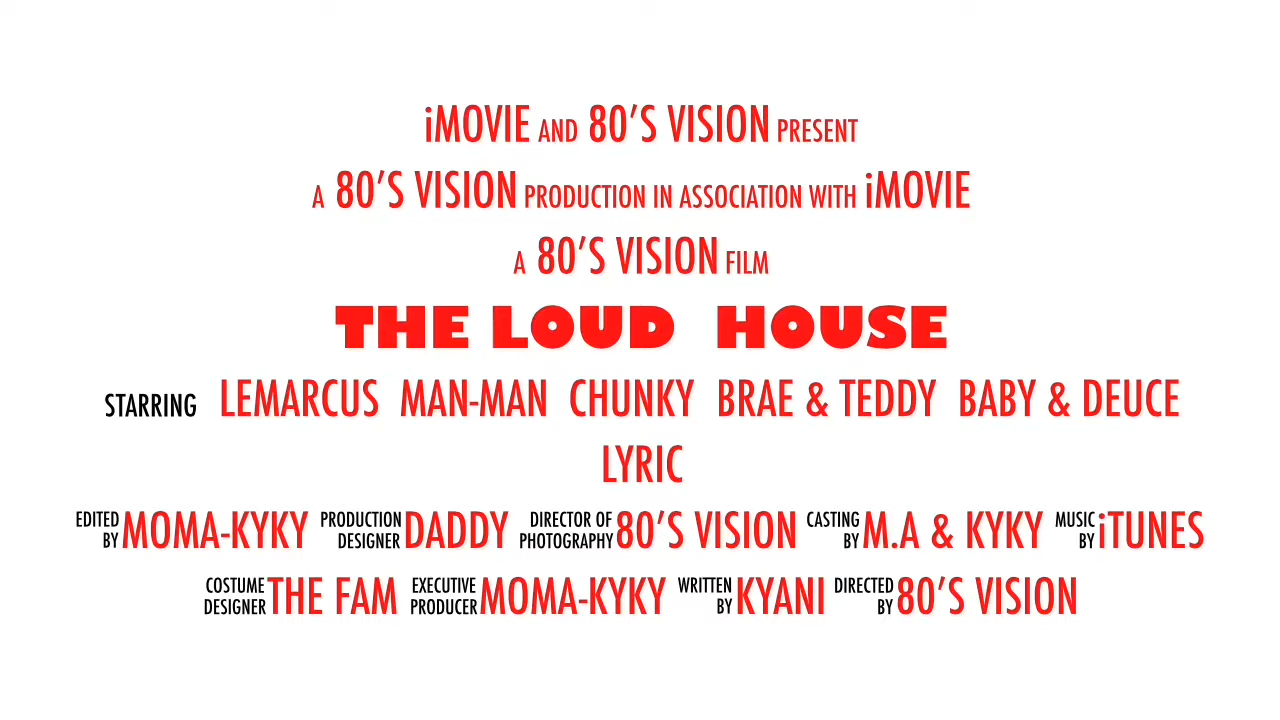 iMOVIE AND 80'S VISION PRESENT
A 80'S VISION PRODUCTION IN ASSOCIATION WITH iMOVIE
A 80'S VISION FILM
THE LOUD HOUSE
STARRING LEMARCUS MAN-MAN CHUNKY BRAE & TEDDY BABY & DEUCE
LYRIC
EDITED BY MOMA-KYKY PRODUCTION DESIGNER DADDY DIRECTOR OF PHOTOGRAPHY 80'S VISION CASTING BY M.A & KYKY MUSIC BY iTUNES
COSTUME DESIGNER THE FAM EXECUTIVE PRODUCER MOMA-KYKY WRITTEN BY KYANI DIRECTED BY 80'S VISION